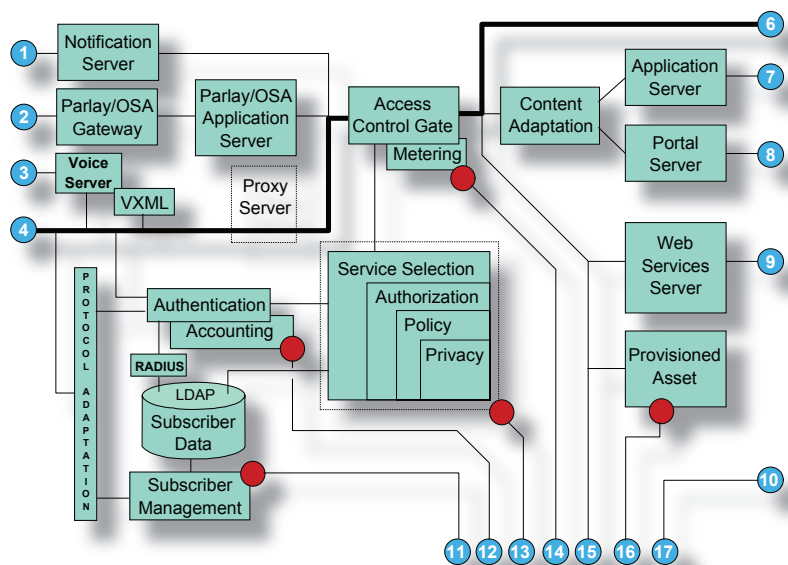 1
Notification
Server
2
Parlay/OSA
Gateway
Parlay/OSA
Application
Server
3
Voice
Server
VXML
4
Proxy
Server
Access
Control Gate
Metering
Content
Adaptation
6
Application
Server
7
Portal
Server
8
Web
Services
Server
9
Provisioned
Asset
Service Selection
Authorization
Policy
Privacy
Authentication
Accounting
RADIUS
LDAP
Subscriber
Data
Subscriber
Management
PROTOCOL ADAPTATION
10
11
12
13
14
15
16
17